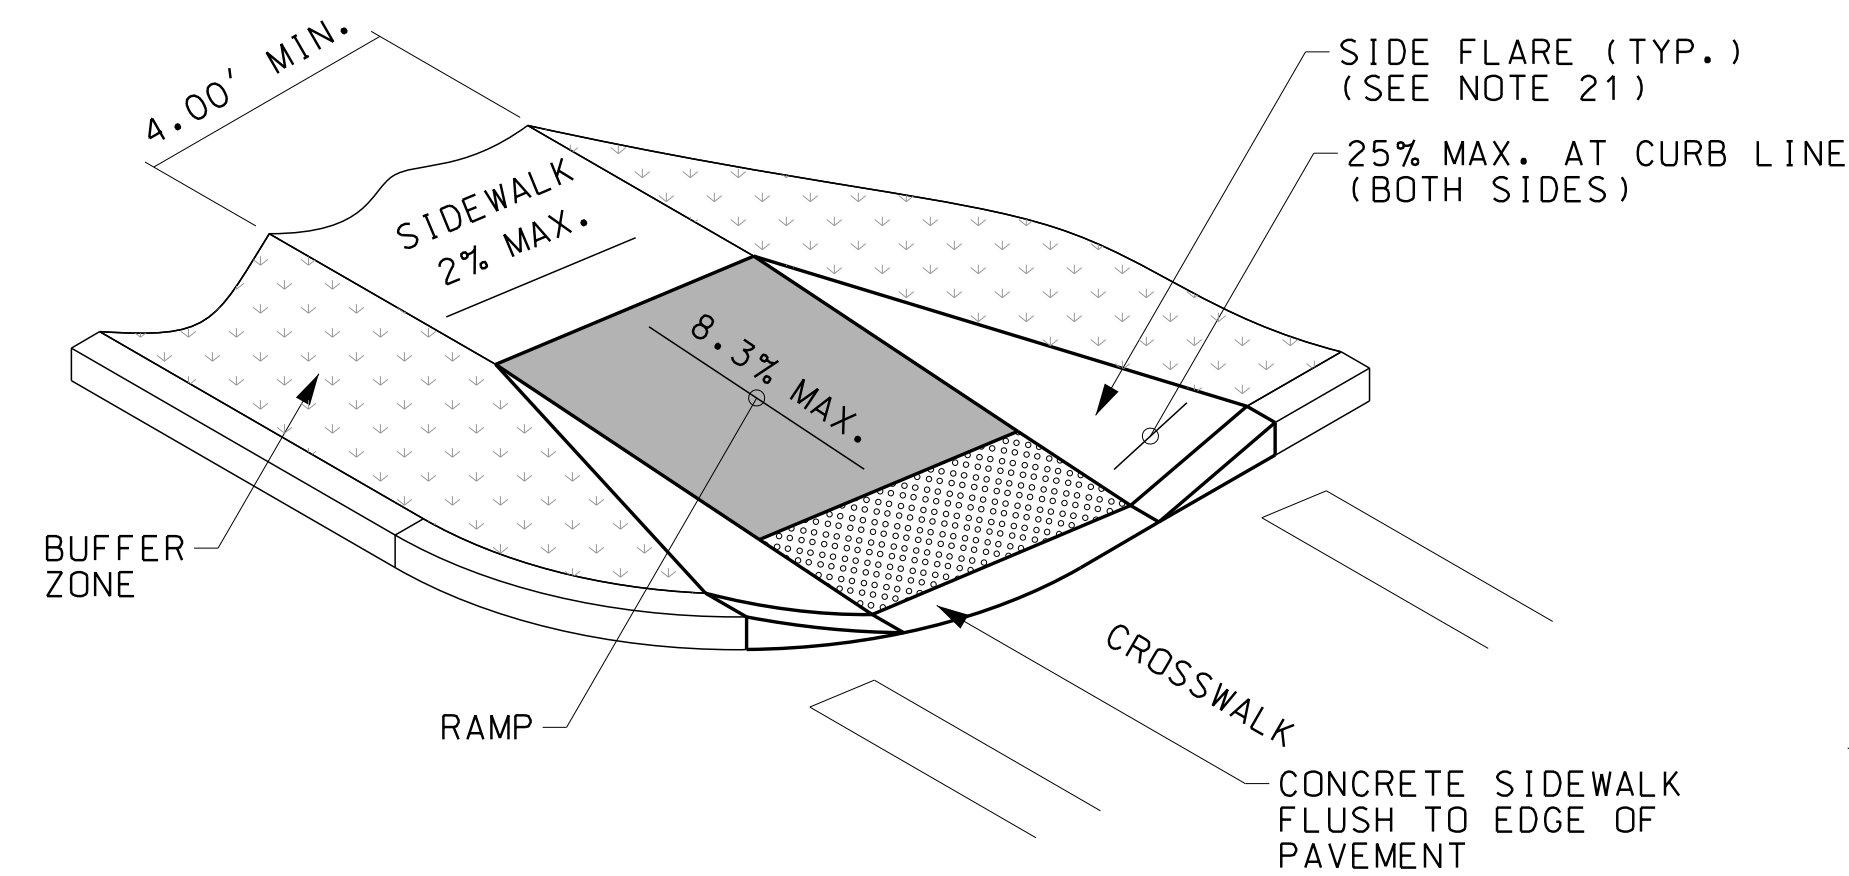 4.00' MIN.
SIDE FLARE (TYP.)
(SEE NOTE 21)
25% MAX. AT CURB LINE
(BOTH SIDES)
SIDEWALK
2% MAX.
8.3% MAX.
BUFFER
ZONE
RAMP
CROSSWALK
CONCRETE SIDEWALK
FLUSH TO EDGE OF
PAVEMENT